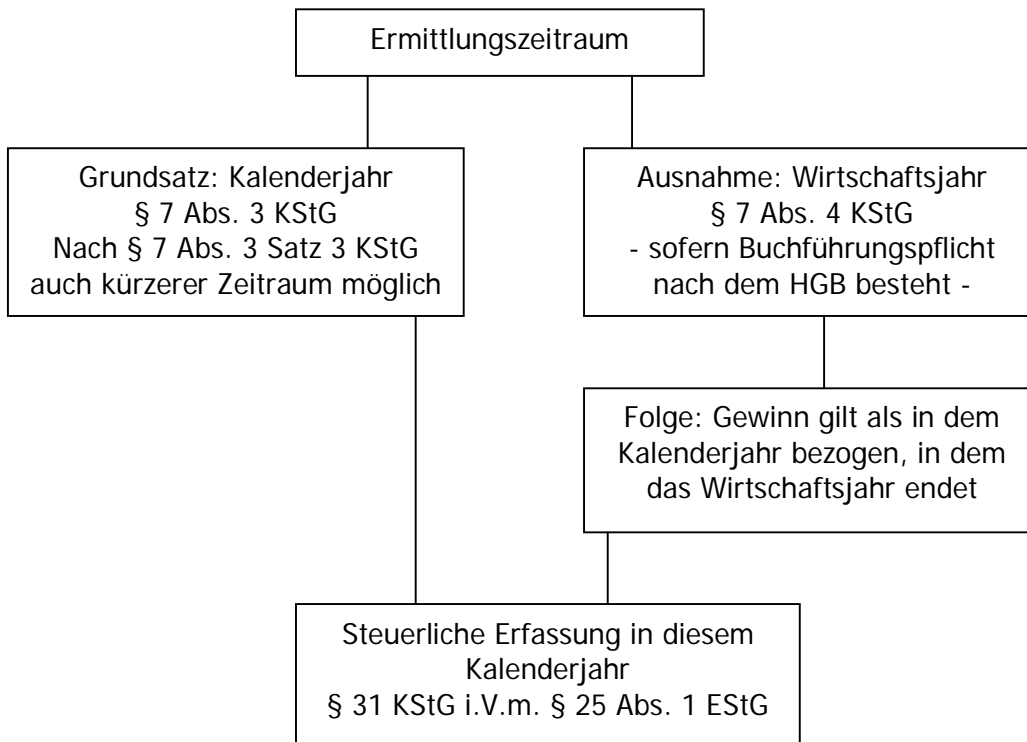 Ermittlungszeitraum
Grundsatz: Kalenderjahr
§ 7 Abs. 3 KStG
Nach § 7 Abs. 3 Satz 3 KStG
auch kürzerer Zeitraum möglich
Ausnahme: Wirtschaftsjahr
§ 7 Abs. 4 KStG
- sofern Buchführungspflicht
nach dem HGB besteht -
Folge: Gewinn gilt als in dem
Kalenderjahr bezogen, in dem
das Wirtschaftsjahr endet
Steuerliche Erfassung in diesem
Kalenderjahr
§ 31 KStG i.V.m. § 25 Abs. 1 EStG